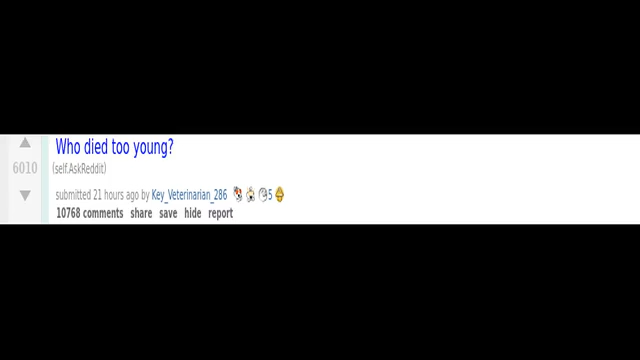 Who died too young?
6010
(self.AskReddit)
submitted 21 hours ago by Key_Veterinarian_286 5
10768 comments share save hide report